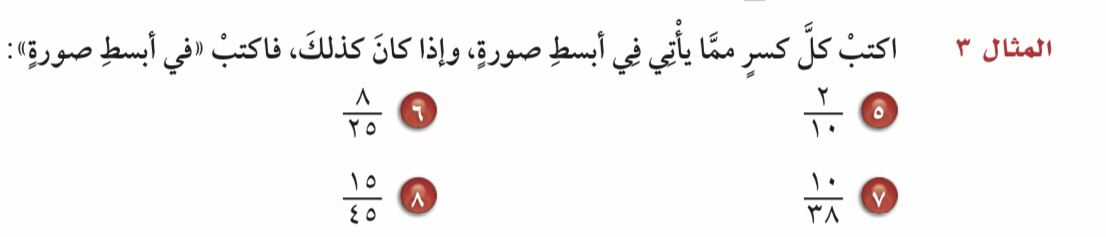 المثال ٣ اكتبْ كلَّ كسرٍ ممَّا يأْتِي فِي أبسطِ صورةٍ، وإذا كانَ كذلكَ، فاكتبْ «في أبسطِ صورةٍ»:
٥ ٢/١٠ ٦ ٨/٢٥
٧ ١٠/٣٨ ٨ ١٥/٤٥